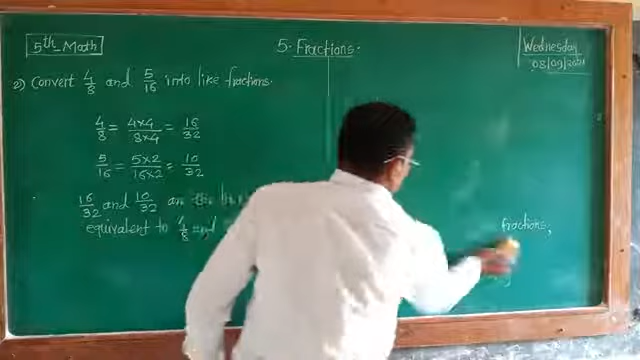 5th Math
5. Fractions.
Wednesday
08/09/2021
2) Convert 4/8 and 5/16 into like fractions.
4/8 = 4×4/8×4 = 16/32
5/16 = 5×2/16×2 = 10/32
16/32 and 10/32 are the
equivalent to 4/8 and
fractions,